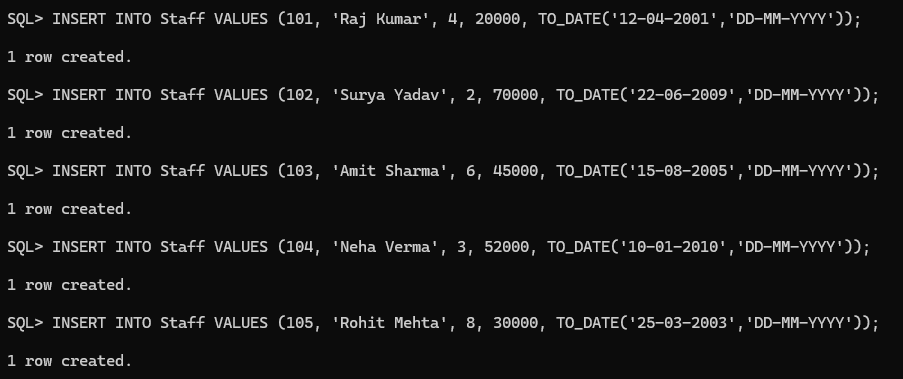 SQL> INSERT INTO Staff VALUES (101, 'Raj Kumar', 4, 20000, TO_DATE('12-04-2001','DD-MM-YYYY'));
1 row created.
SQL> INSERT INTO Staff VALUES (102, 'Surya Yadav', 2, 70000, TO_DATE('22-06-2009','DD-MM-YYYY'));
1 row created.
SQL> INSERT INTO Staff VALUES (103, 'Amit Sharma', 6, 45000, TO_DATE('15-08-2005','DD-MM-YYYY'));
1 row created.
SQL> INSERT INTO Staff VALUES (104, 'Neha Verma', 3, 52000, TO_DATE('10-01-2010','DD-MM-YYYY'));
1 row created.
SQL> INSERT INTO Staff VALUES (105, 'Rohit Mehta', 8, 30000, TO_DATE('25-03-2003','DD-MM-YYYY'));
1 row created.